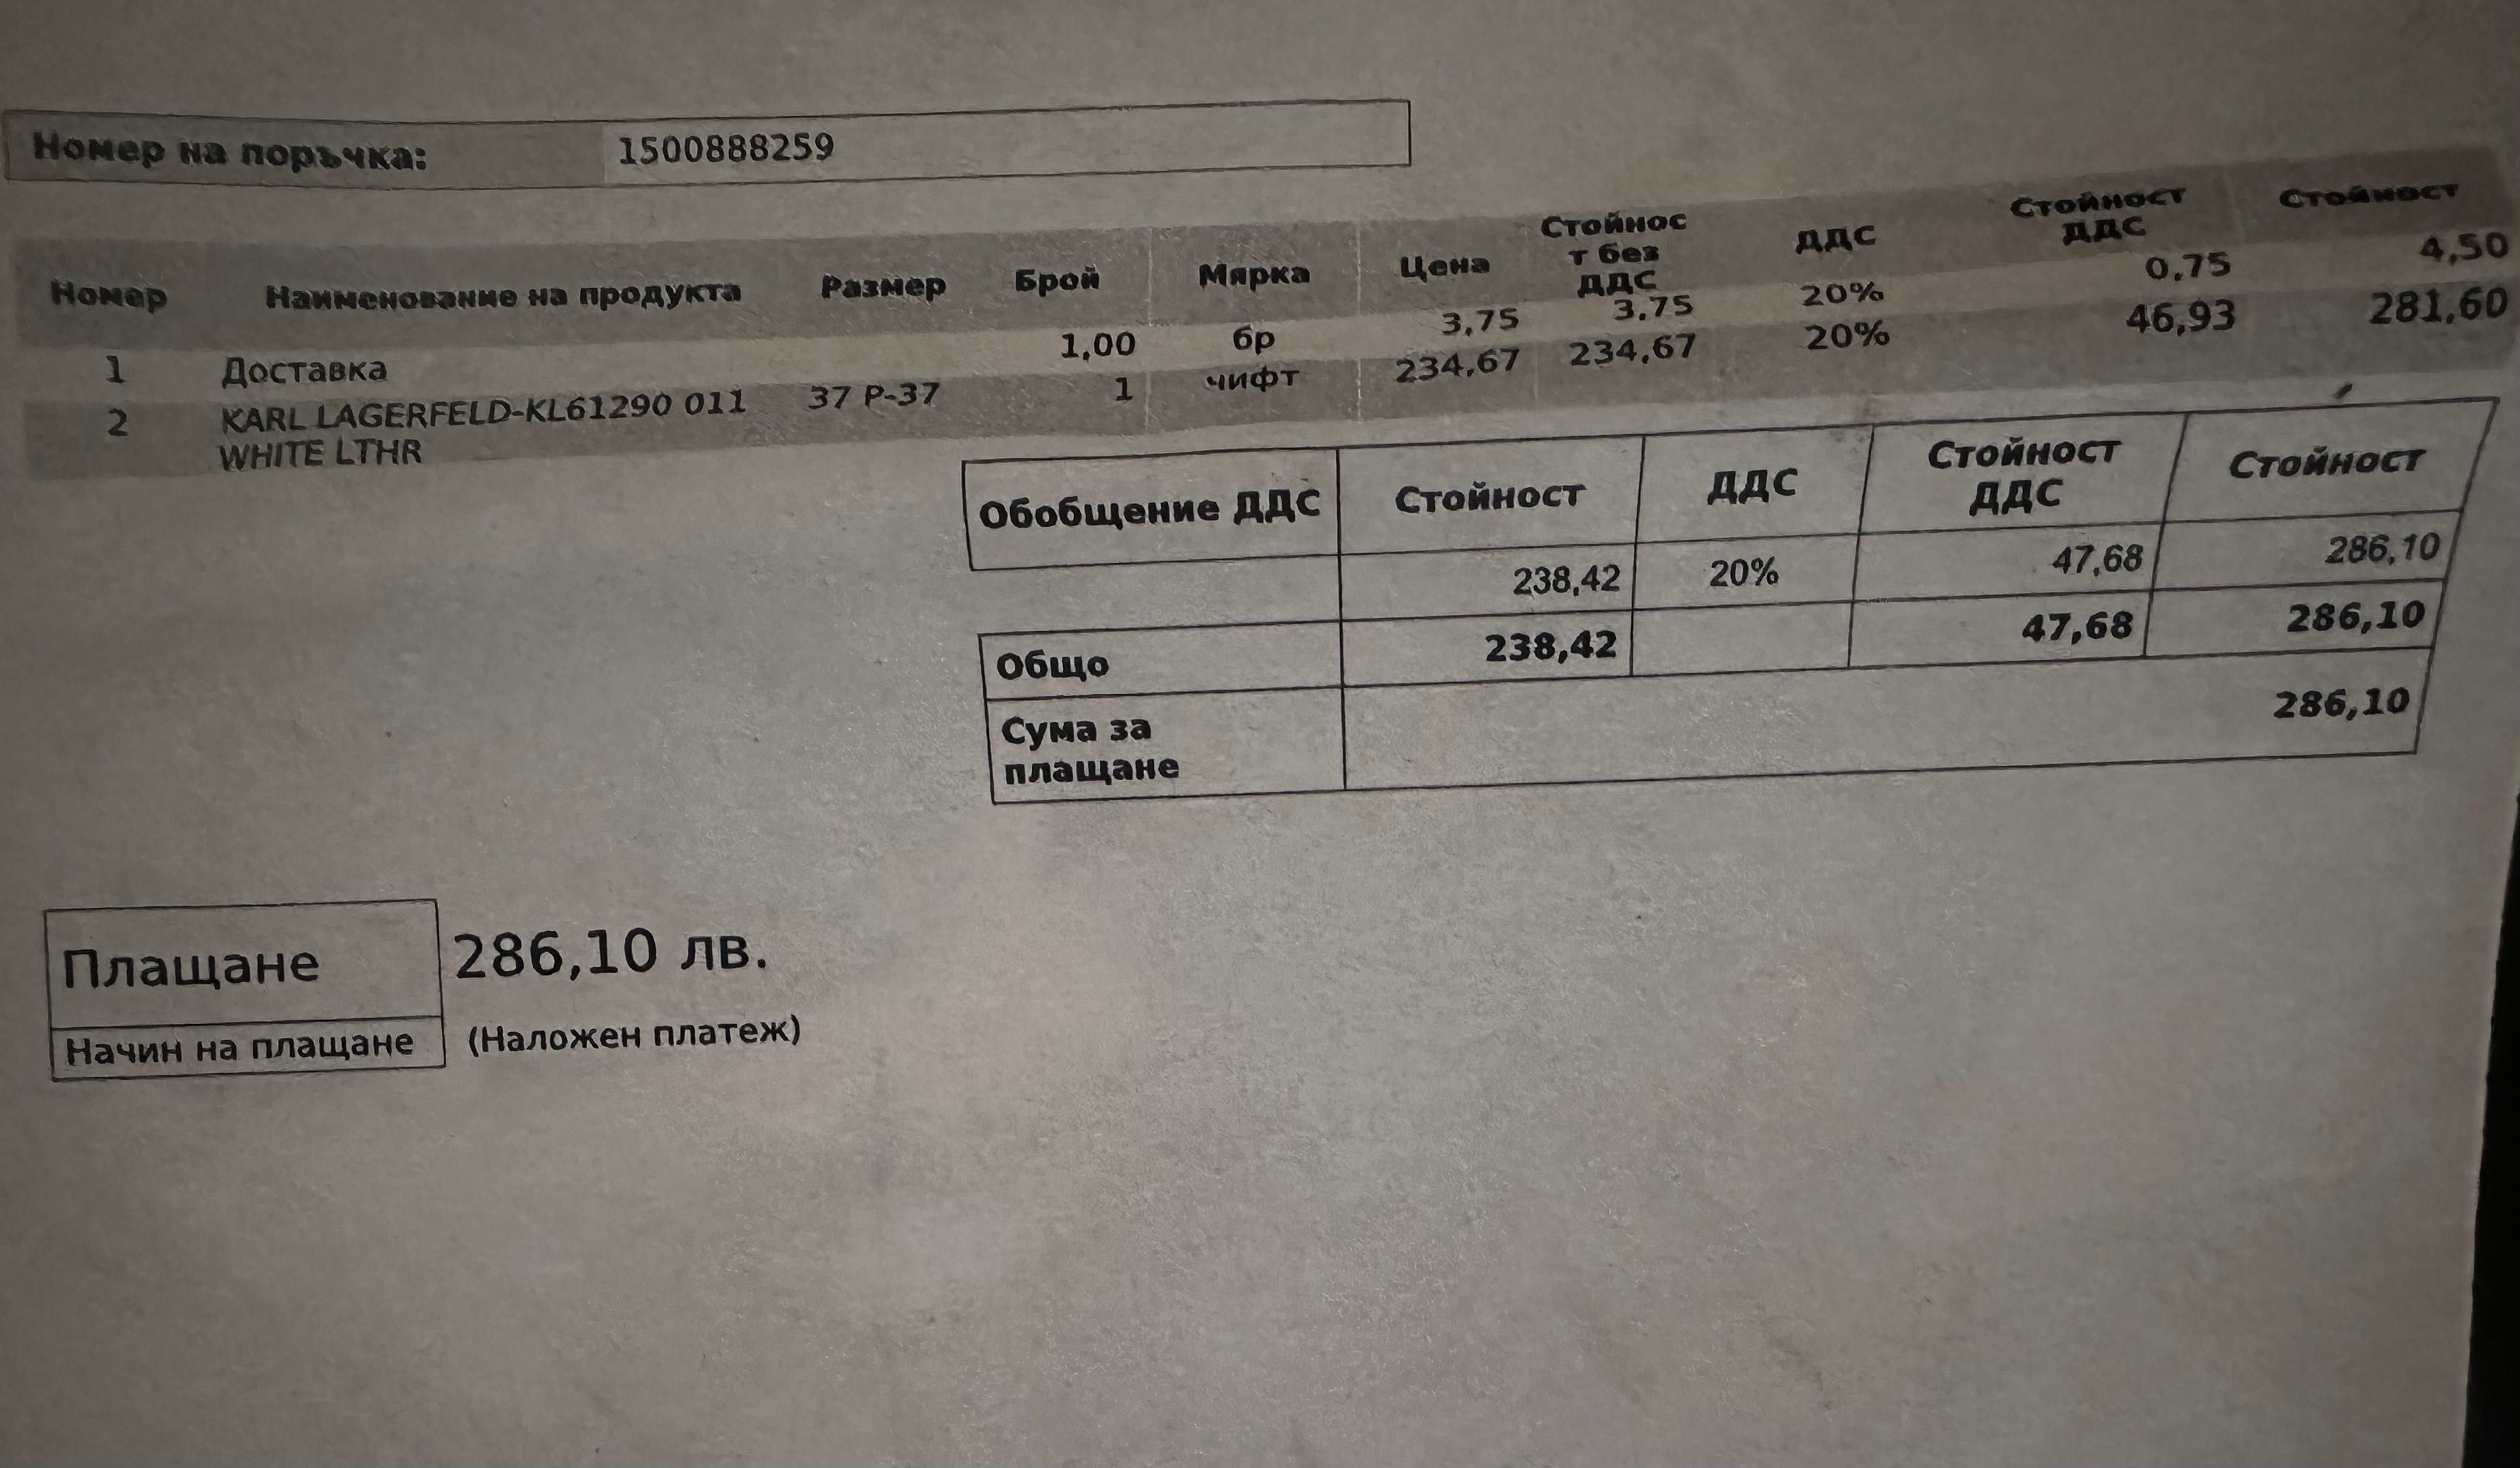 Номер на поръчка: 1500888259
Номер Наименование на продукта Размер Брой Мярка Цена Стойнос т без ДДС ДДС Стойност ДДС Стойност
1 Доставка 1,00 бр 3,75 3,75 20% 0,75 4,50
2 KARL LAGERFELD-KL61290 011 37 P-37 1 чифт 234,67 234,67 20% 46,93 281,60
WHITE LTHR
Обобщение ДДС Стойност ДДС Стойност ДДС Стойност
238,42 20% 47,68 286,10
Общо 238,42 47,68 286,10
Сума за 286,10
плащане
Плащане 286,10 лв.
Начин на плащане (Наложен платеж)